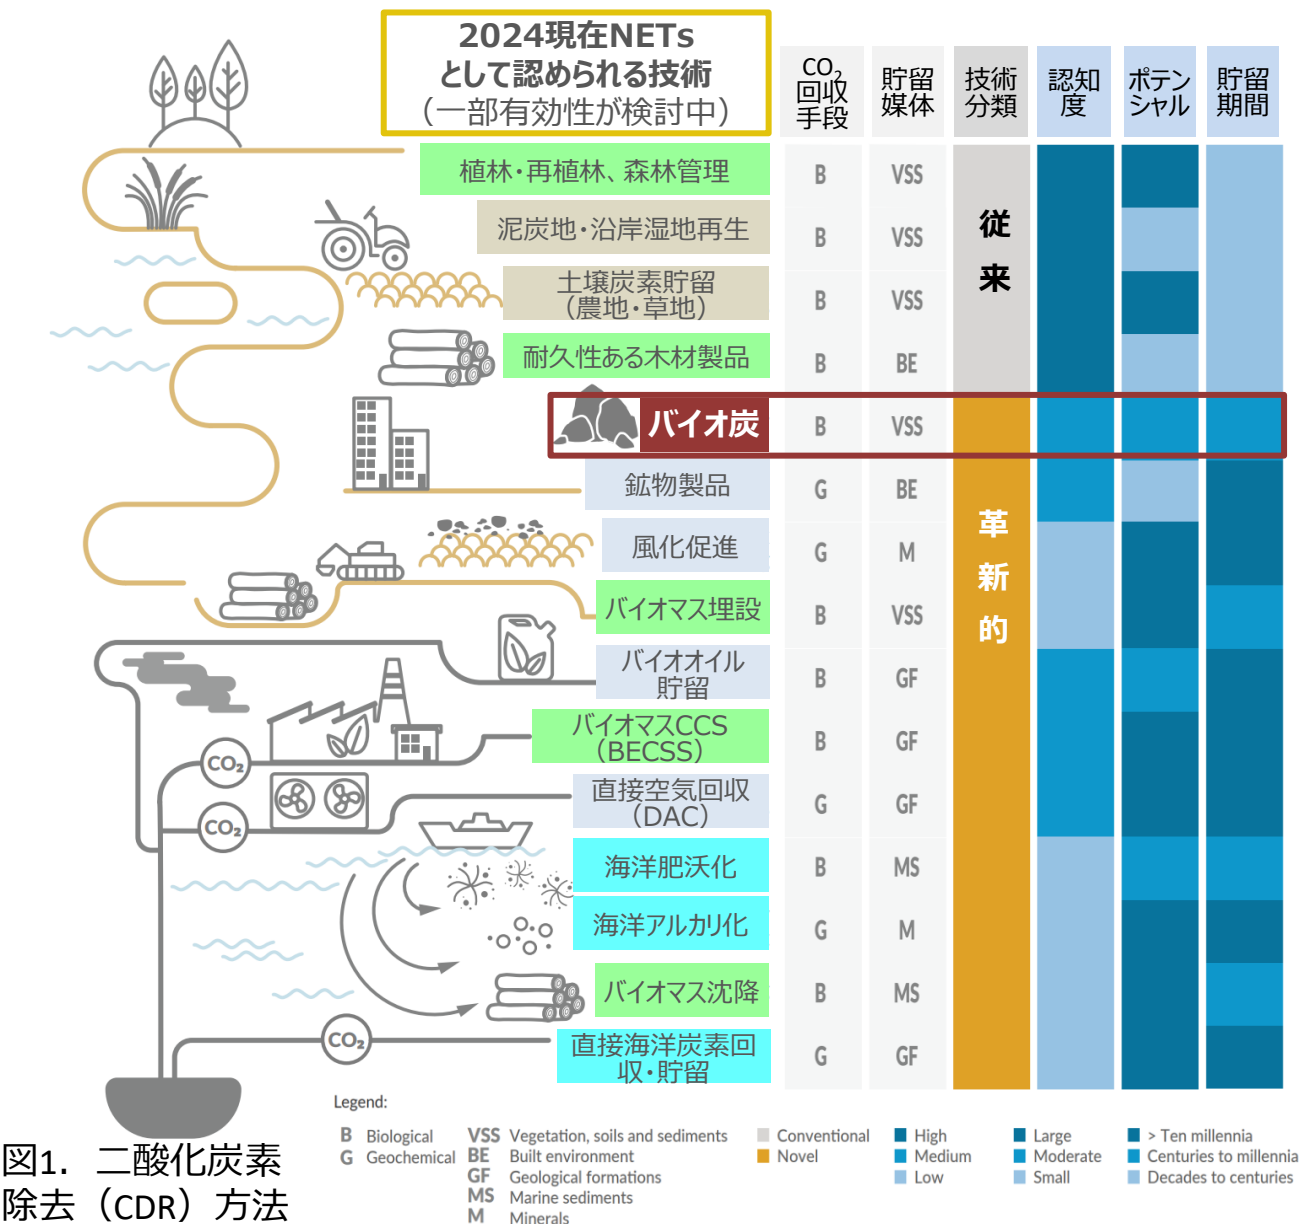 2024現在NETs
として認められる技術
（一部有効性が検討中）
CO₂
回収
手段
貯留
媒体
技術
分類
認知
度
ポテン
シャル
貯留
期間
植林・再植林、森林管理
B
VSS
泥炭地・沿岸湿地再生
B
VSS
土壌炭素貯留
（農地・草地）
B
VSS
耐久性ある木材製品
B
BE
従
来
バイオ炭
B
VSS
鉱物製品
G
BE
風化促進
G
M
バイオマス埋設
B
VSS
革
新
的
バイオオイル
貯留
B
GF
バイオマスCCS
（BECSS）
B
GF
直接空気回収
（DAC）
G
GF
海洋肥沃化
B
MS
海洋アルカリ化
G
M
バイオマス沈降
B
MS
直接海洋炭素回
収・貯留
G
GF
CO₂
CO₂
CO₂
Legend:
B Biological
G Geochemical
VSS Vegetation, soils and sediments
BE Built environment
GF Geological formations
MS Marine sediments
M Minerals
Conventional
Novel
High
Medium
Low
Large
Moderate
Small
> Ten millennia
Centuries to millennia
Decades to centuries
図1. 二酸化炭素
除去（CDR）方法